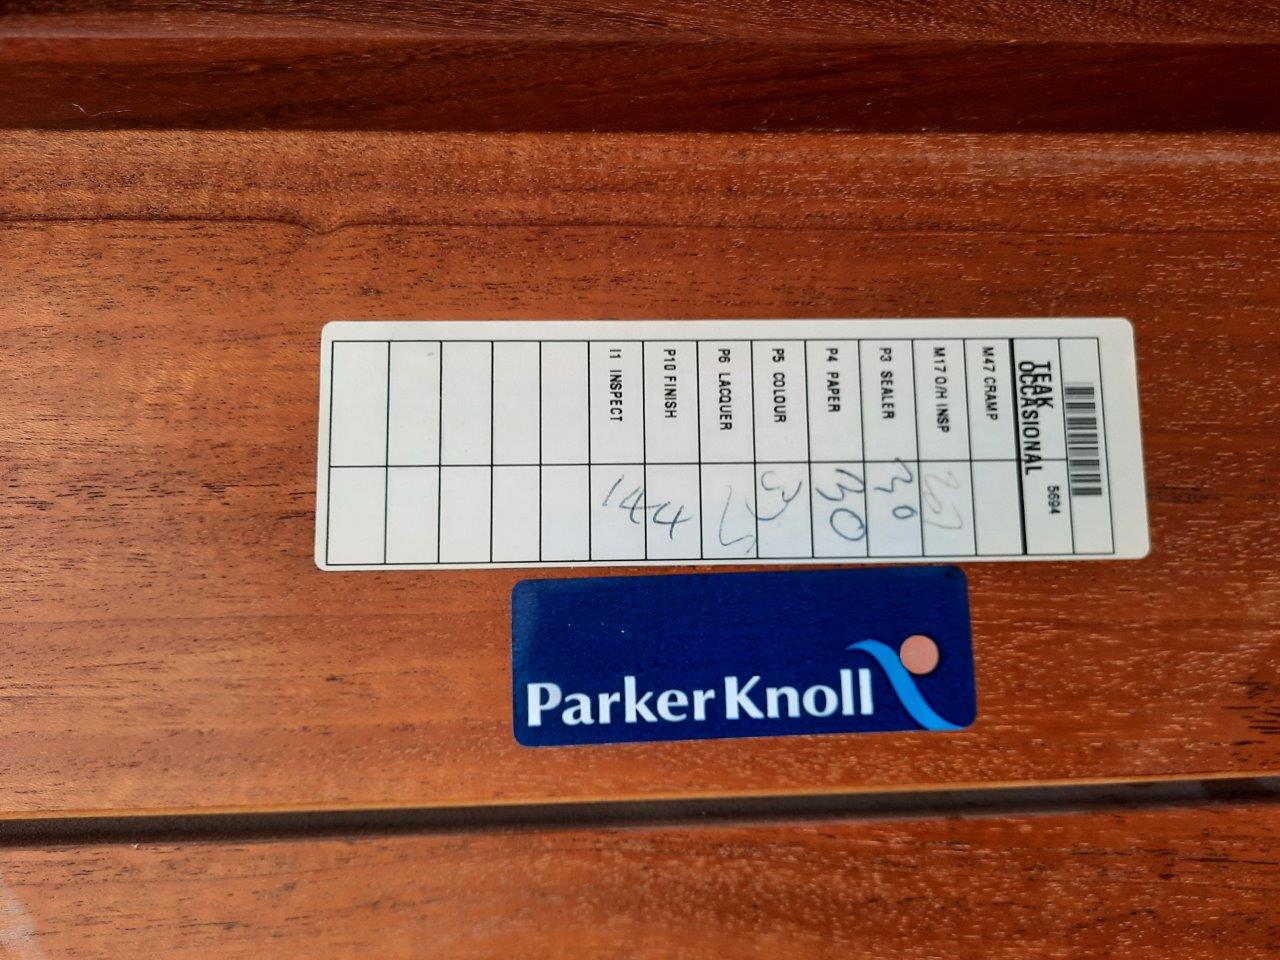 5694
TEAK
OCCASIONAL
M47 CRAMP
M17 O/H INSP
P3 SEALER 30
P4 PAPER 30
P5 COLOUR
P6 LACQUER
P10 FINISH
I1 INSPECT 144
Parker Knoll